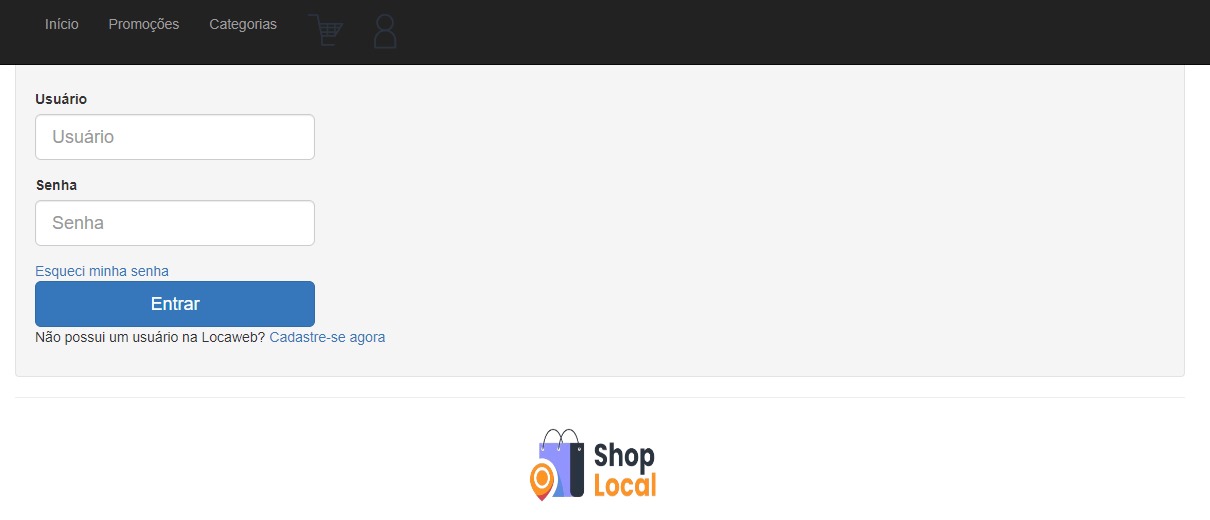 Início Promoções Categorias
Usuário
Usuário
Senha
Senha
Esqueci minha senha
Entrar
Não possui um usuário na Locaweb? Cadastre-se agora
Shop
Local